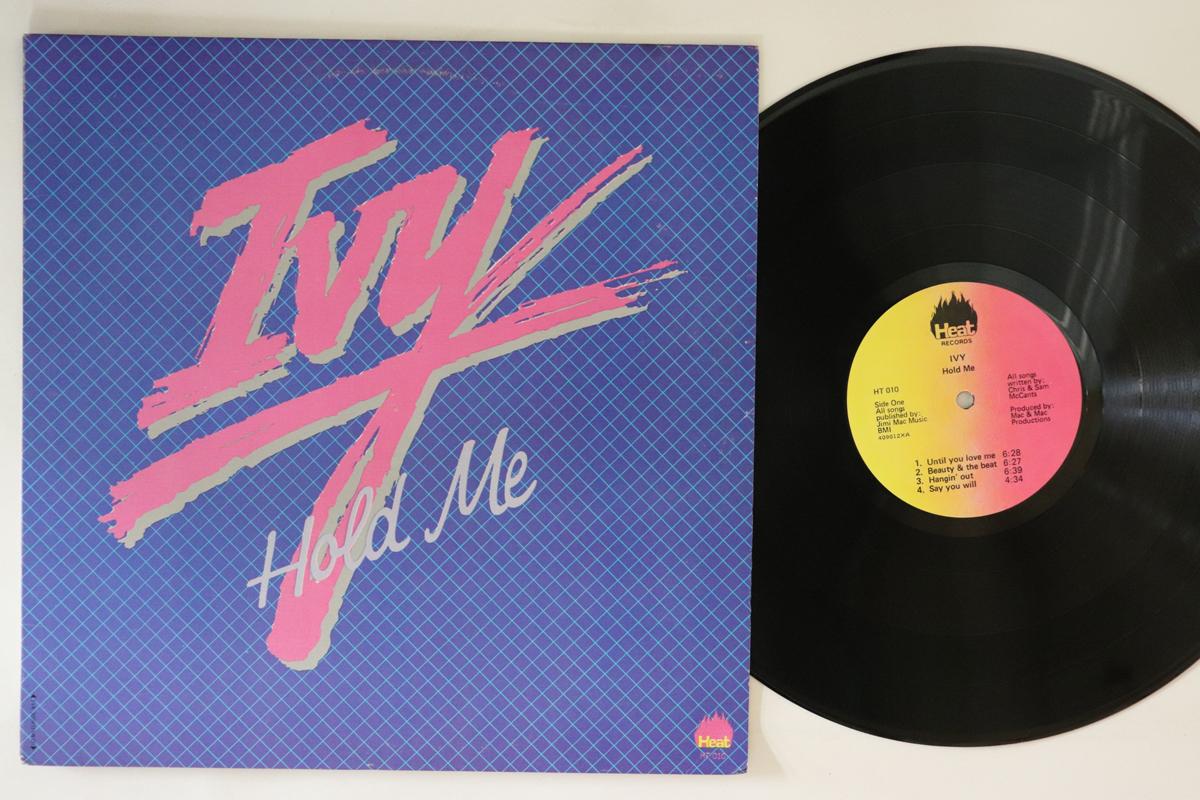 Ivy
Hold Me
Heat
HT 010
Heat
RECORDS
IVY
Hold Me
HT 010
Side One
All songs
published by:
Jimi Mac Music
BMI
409012XA
All songs
written by:
Chris & Sam
McCants
Produced by:
Mac & Mac
Productions
1. Until you love me 6:28
2. Beauty & the beat 6:27
3. Hangin' out 6:39
4. Say you will 4:34